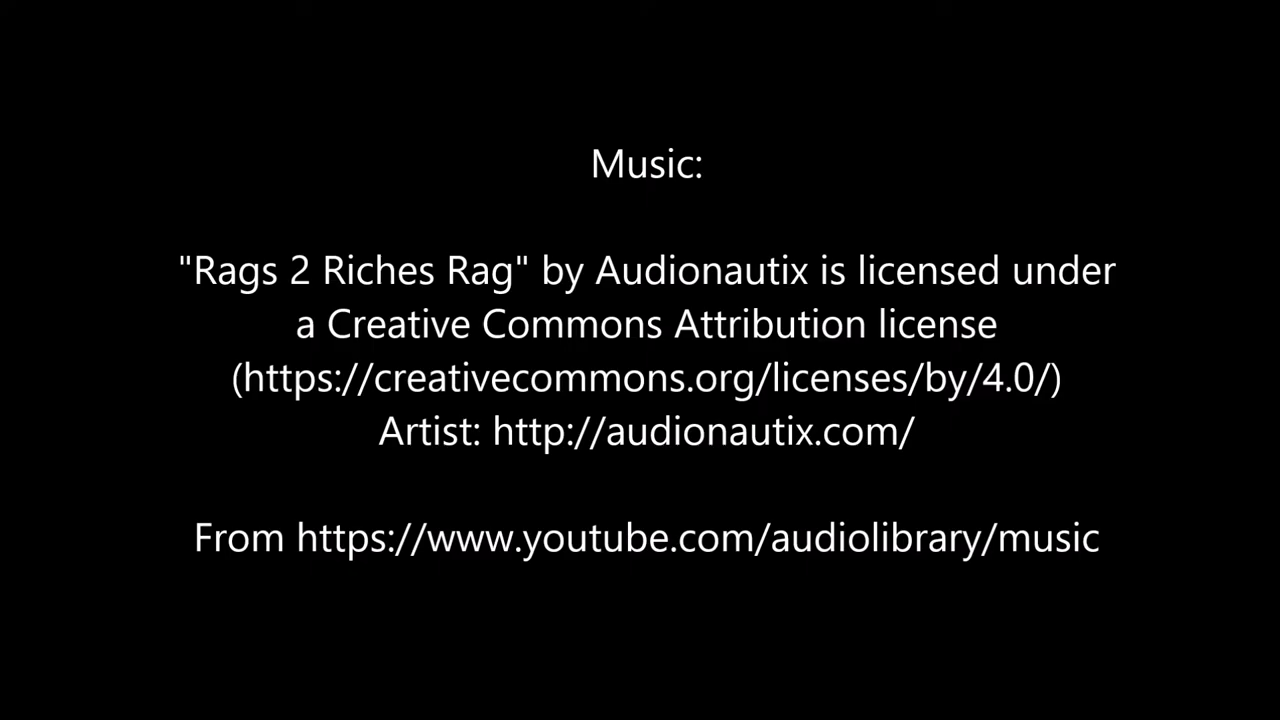 Music:
"Rags 2 Riches Rag" by Audionautix is licensed under
a Creative Commons Attribution license
(https://creativecommons.org/licenses/by/4.0/)
Artist: http://audionautix.com/
From https://www.youtube.com/audiolibrary/music